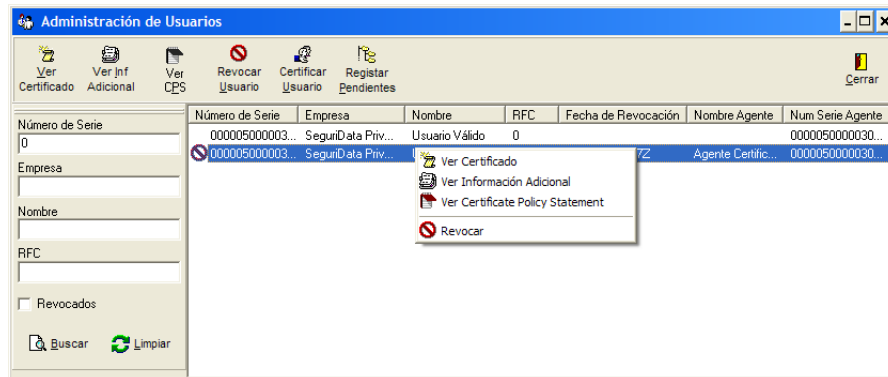 Administración de Usuarios
Ver Certificado
Ver Inf Adicional
Ver CPS
Revocar Usuario
Certificar Usuario
Registar Pendientes
Cerrar
Número de Serie
0
Empresa
Nombre
RFC
Revocados
Buscar Limpiar
Número de Serie Empresa Nombre RFC Fecha de Revocación Nombre Agente Num Serie Agente
000005000003... SeguriData Priv... Usuario Válido 0 0000050000030...
000005000003... SeguriData Priv... 7Z Agente Certific... 0000050000030...
Ver Certificado
Ver Información Adicional
Ver Certificate Policy Statement
Revocar